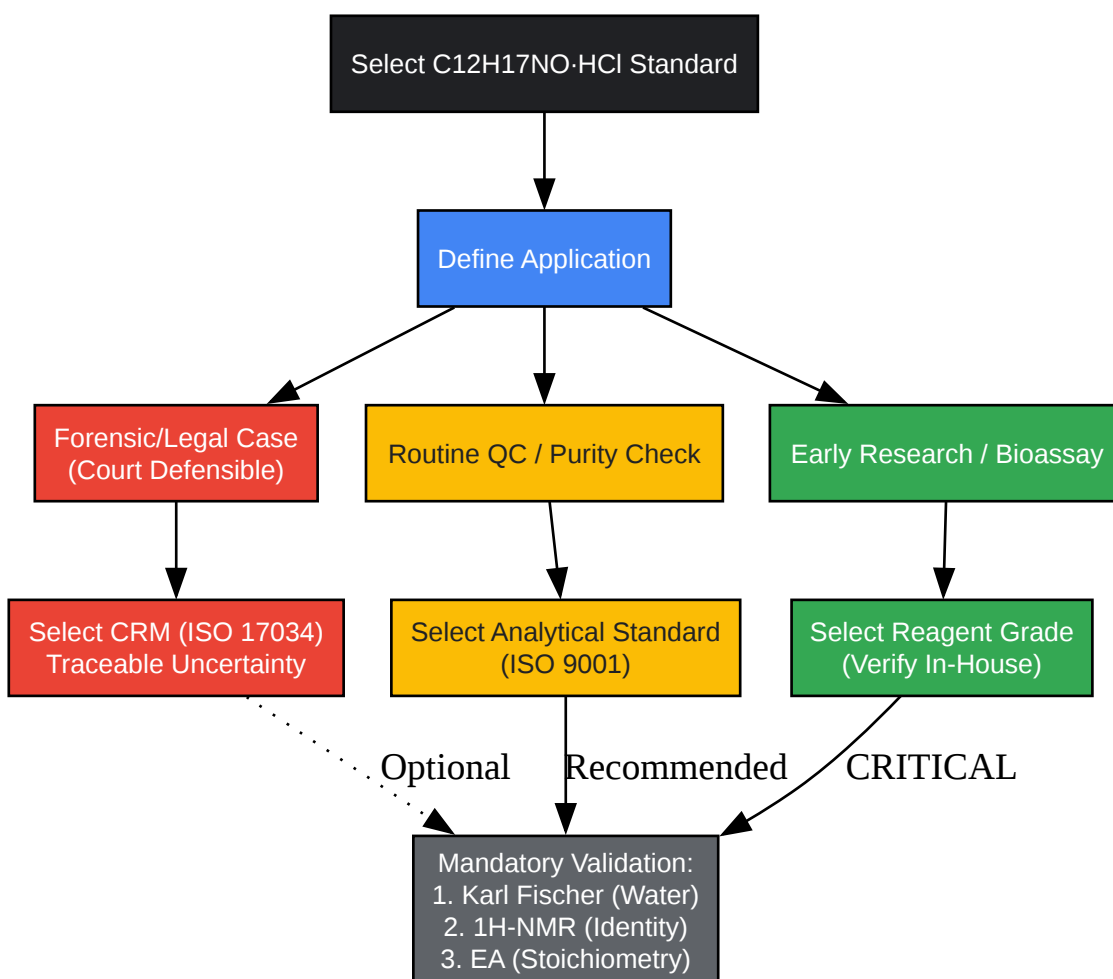 Select C12H17NO·HCl Standard
Define Application
Forensic/Legal Case
(Court Defensible)
Routine QC / Purity Check
Early Research / Bioassay
Select CRM (ISO 17034)
Traceable Uncertainty
Select Analytical Standard
(ISO 9001)
Select Reagent Grade
(Verify In-House)
Optional
Recommended
CRITICAL
Mandatory Validation:
1. Karl Fischer (Water)
2. 1H-NMR (Identity)
3. EA (Stoichiometry)